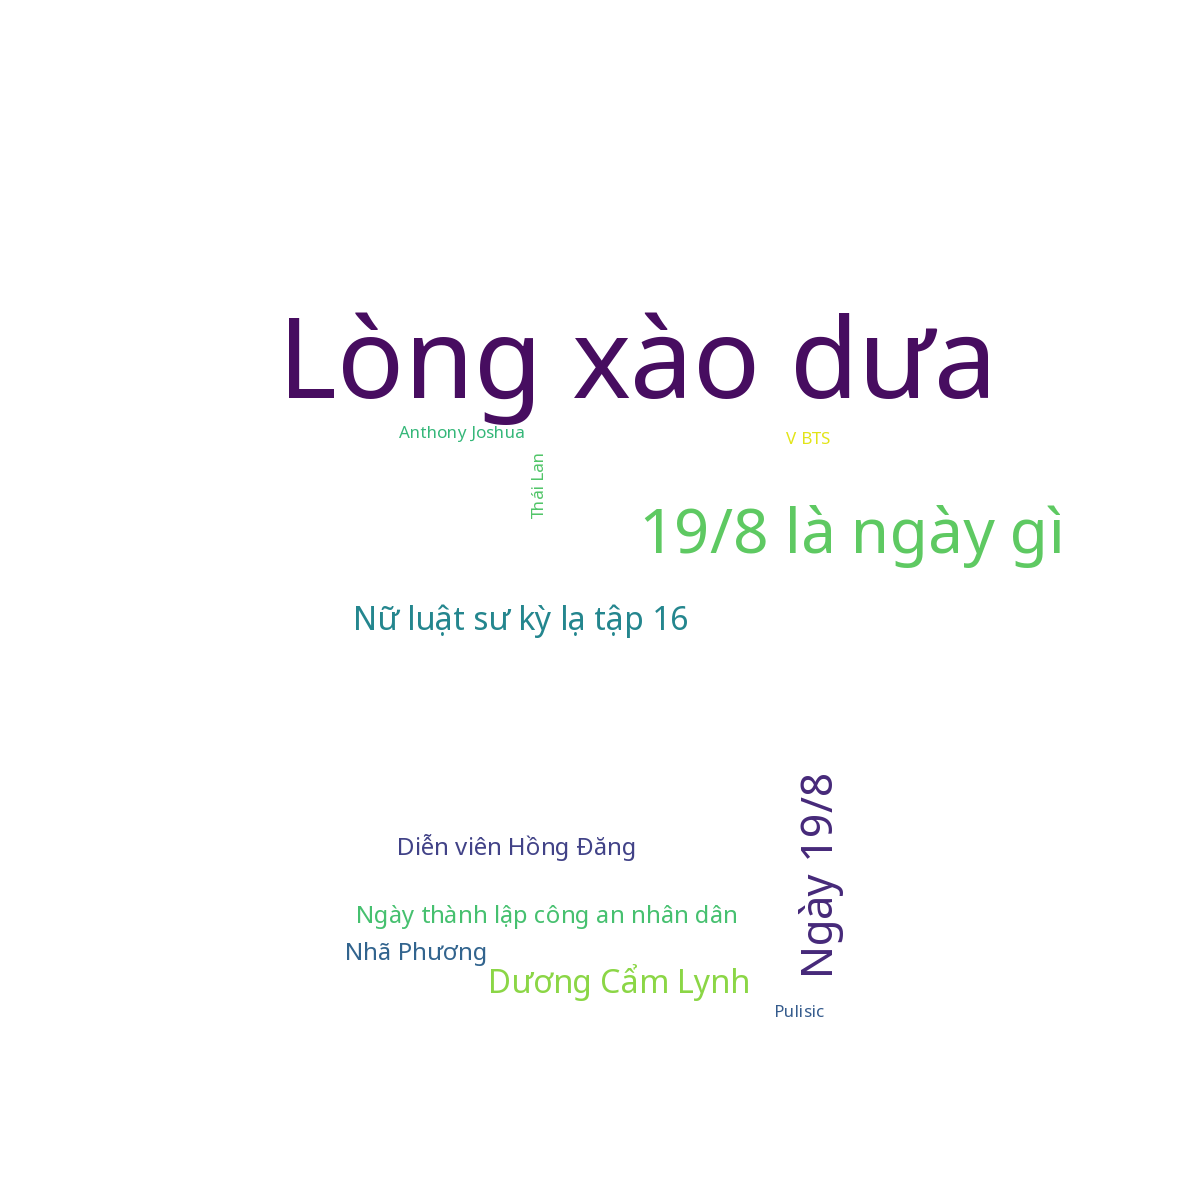 Lòng xào dưa
Anthony Joshua
V BTS
Thái Lan
19/8 là ngày gì
Nữ luật sư kỳ lạ tập 16
Ngày 19/8
Diễn viên Hồng Đăng
Ngày thành lập công an nhân dân
Nhã Phương
Dương Cẩm Lynh
Pulisic